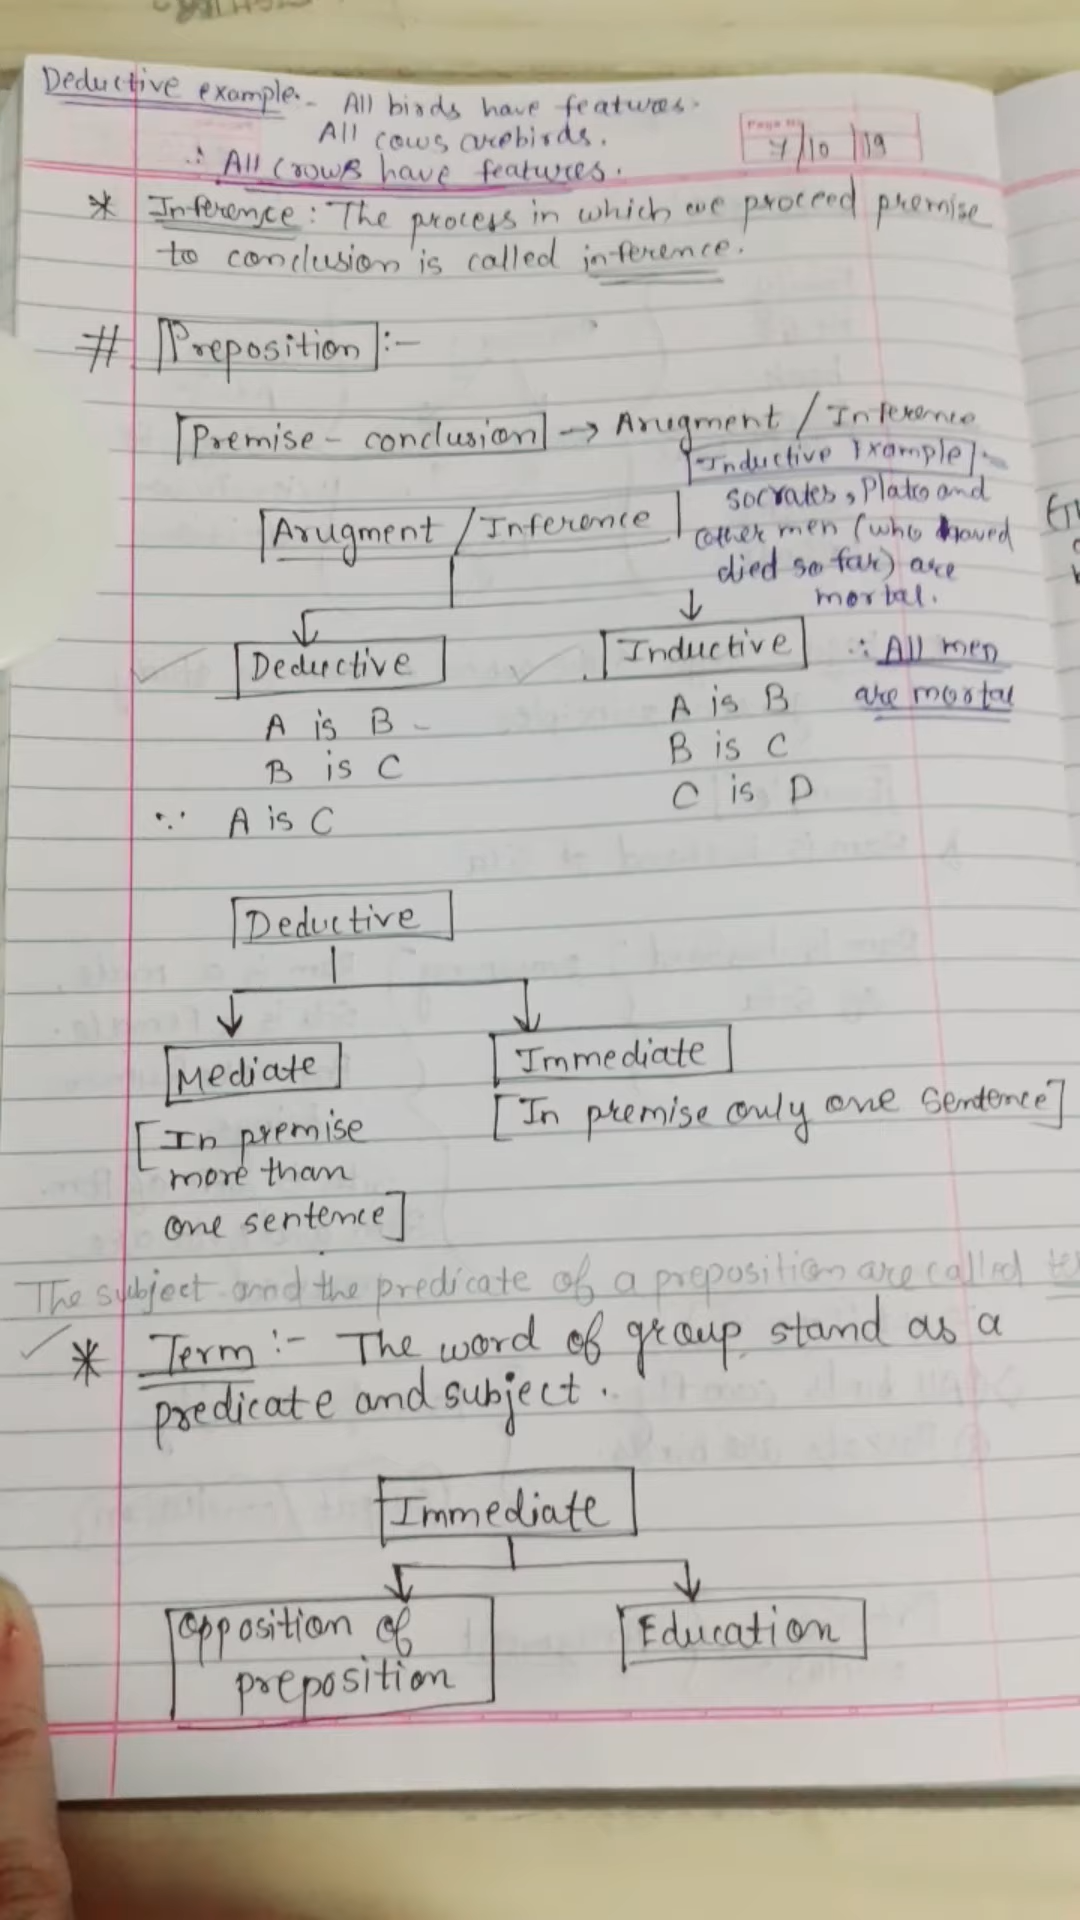 Deductive example:- All birds have features.
All cows are birds.
∴ All Crows have features.
Page No
7/10/19
* Inference : The process in which we proceed premise
to conclusion is called inference.
# Preposition :-
Premise - conclusion → Arugment / Inference
Inductive Example :-
Socrates, Plato and
other men (who
died so far) are
mortal.
∴ All men
are mortal
Arugment / Inference
Deductive
Inductive
A is B
B is C
∵ A is C
A is B
B is C
C is D
Deductive
Mediate
Immediate
[In premise
more than
one sentence]
[In premise only one sentence]
The subject and the predicate of a preposition are called
* Term :- The word of group stand as a
predicate and subject.
Immediate
Opposition of
preposition
Education